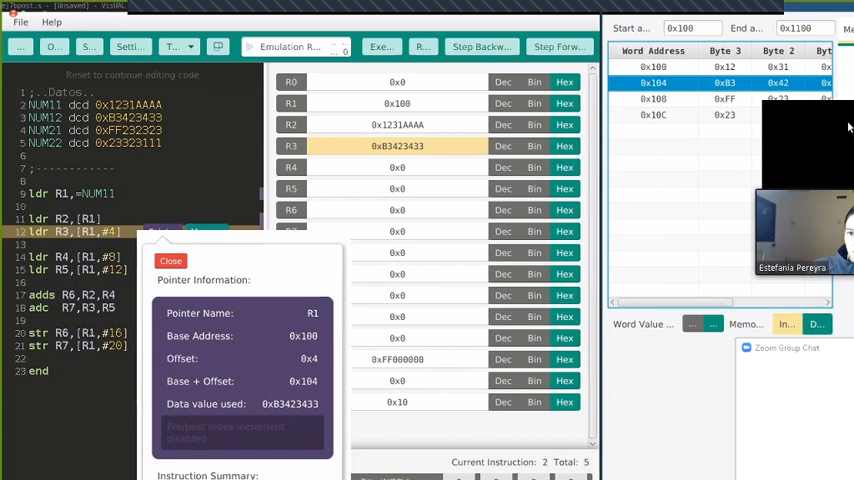 ej7bpost.s - [Unsaved] - VisUAL
File Help
... O... S... Setti... T... Emulation R... 0 Exe... R... Step Backw... Step Forw...
Reset to continue editing code
1 ;..Datos..
2 NUM11 dcd 0x1231AAAA
3 NUM12 dcd 0xB3423433
4 NUM21 dcd 0xFF232323
5 NUM22 dcd 0x23323111
6
7 ;------------
8
9 ldr R1,=NUM11
10
11 ldr R2,[R1]
12 ldr R3,[R1,#4]
13
14 ldr R4,[R1,#8]
15 ldr R5,[R1,#12]
16
17 adds R6,R2,R4
18 adc R7,R3,R5
19
20 str R6,[R1,#16]
21 str R7,[R1,#20]
22
23 end
Close
Pointer Information:
Pointer Name: R1
Base Address: 0x100
Offset: 0x4
Base + Offset: 0x104
Data value used: 0xB3423433
Pre/post index increment
disabled
Instruction Summary:
R0 0x0 Dec Bin Hex
R1 0x100 Dec Bin Hex
R2 0x1231AAAA Dec Bin Hex
R3 0xB3423433 Dec Bin Hex
R4 0x0 Dec Bin Hex
R5 0x0 Dec Bin Hex
R6 0x0 Dec Bin Hex
0x0 Dec Bin Hex
0x0 Dec Bin Hex
0x0 Dec Bin Hex
0x0 Dec Bin Hex
0x0 Dec Bin Hex
0x0 Dec Bin Hex
0xFF000000 Dec Bin Hex
0x0 Dec Bin Hex
0x10 Dec Bin Hex
Current Instruction: 2 Total: 5
Start a... 0x100 End a... 0x1100
Word Address Byte 3 Byte 2 Byt
0x100 0x12 0x31
0x104 0xB3 0x42
0x108 0xFF 0x23
0x10C 0x23
Estefania Pereyra
Word Value ... ... ... Memo... In... D...
Zoom Group Chat